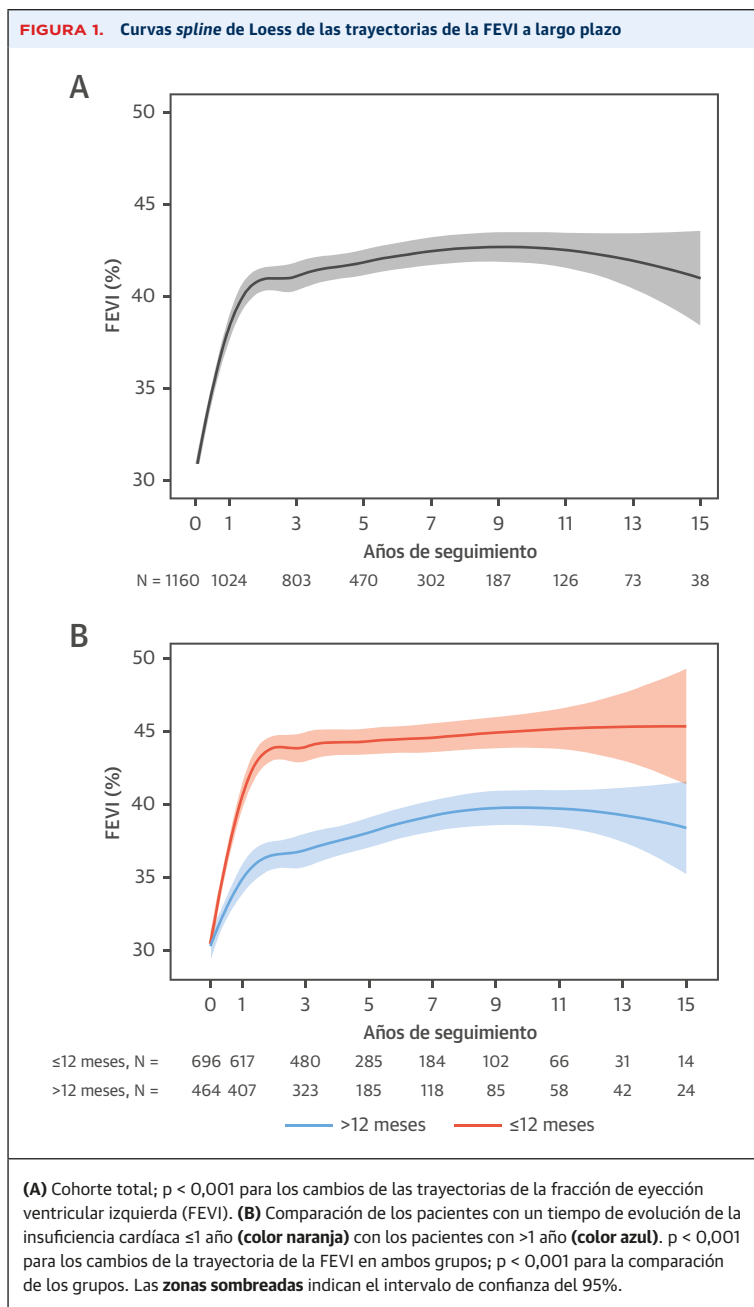 FIGURA 1. Curvas spline de Loess de las trayectorias de la FEVI a largo plazo
A
50
45
40
35
30
FEVI (%)
0 1 3 5 7 9 11 13 15
Años de seguimiento
N = 1160 1024 803 470 302 187 126 73 38
B
50
45
40
35
30
FEVI (%)
0 1 3 5 7 9 11 13 15
Años de seguimiento
≤12 meses, N = 696 617 480 285 184 102 66 31 14
>12 meses, N = 464 407 323 185 118 85 58 42 24
>12 meses ≤12 meses
(A) Cohorte total; p < 0,001 para los cambios de las trayectorias de la fracción de eyección
ventricular izquierda (FEVI). (B) Comparación de los pacientes con un tiempo de evolución de la
insuficiencia cardíaca ≤1 año (color naranja) con los pacientes con >1 año (color azul). p < 0,001
para los cambios de la trayectoria de la FEVI en ambos grupos; p < 0,001 para la comparación
de los grupos. Las zonas sombreadas indican el intervalo de confianza del 95%.